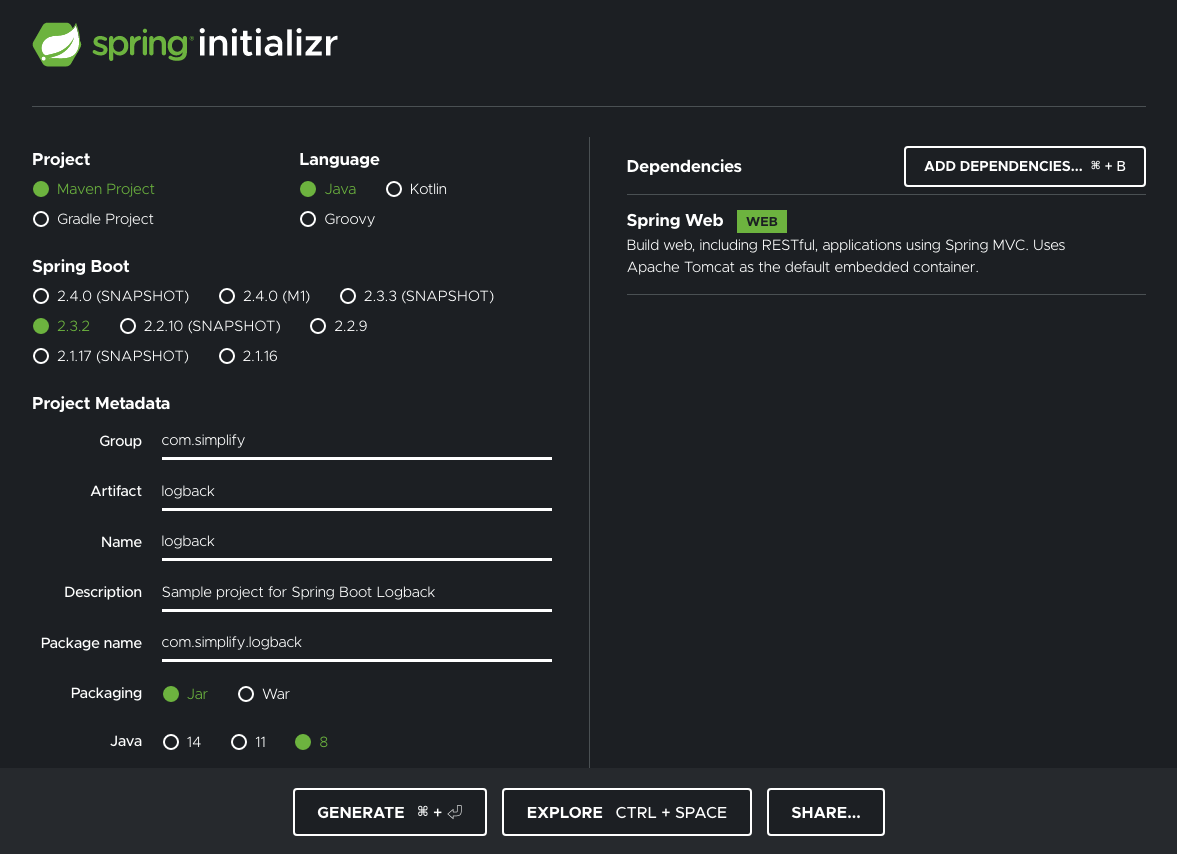 spring initializr
Project
Maven Project
Gradle Project
Language
Java Kotlin
Groovy
Spring Boot
2.4.0 (SNAPSHOT) 2.4.0 (M1) 2.3.3 (SNAPSHOT)
2.3.2 2.2.10 (SNAPSHOT) 2.2.9
2.1.17 (SNAPSHOT) 2.1.16
Project Metadata
Group com.simplify
Artifact logback
Name logback
Description Sample project for Spring Boot Logback
Package name com.simplify.logback
Packaging Jar War
Java 14 11 8
Dependencies ADD DEPENDENCIES... ⌘ + B
Spring Web WEB
Build web, including RESTful, applications using Spring MVC. Uses
Apache Tomcat as the default embedded container.
GENERATE ⌘ + ⏎ EXPLORE CTRL + SPACE SHARE...